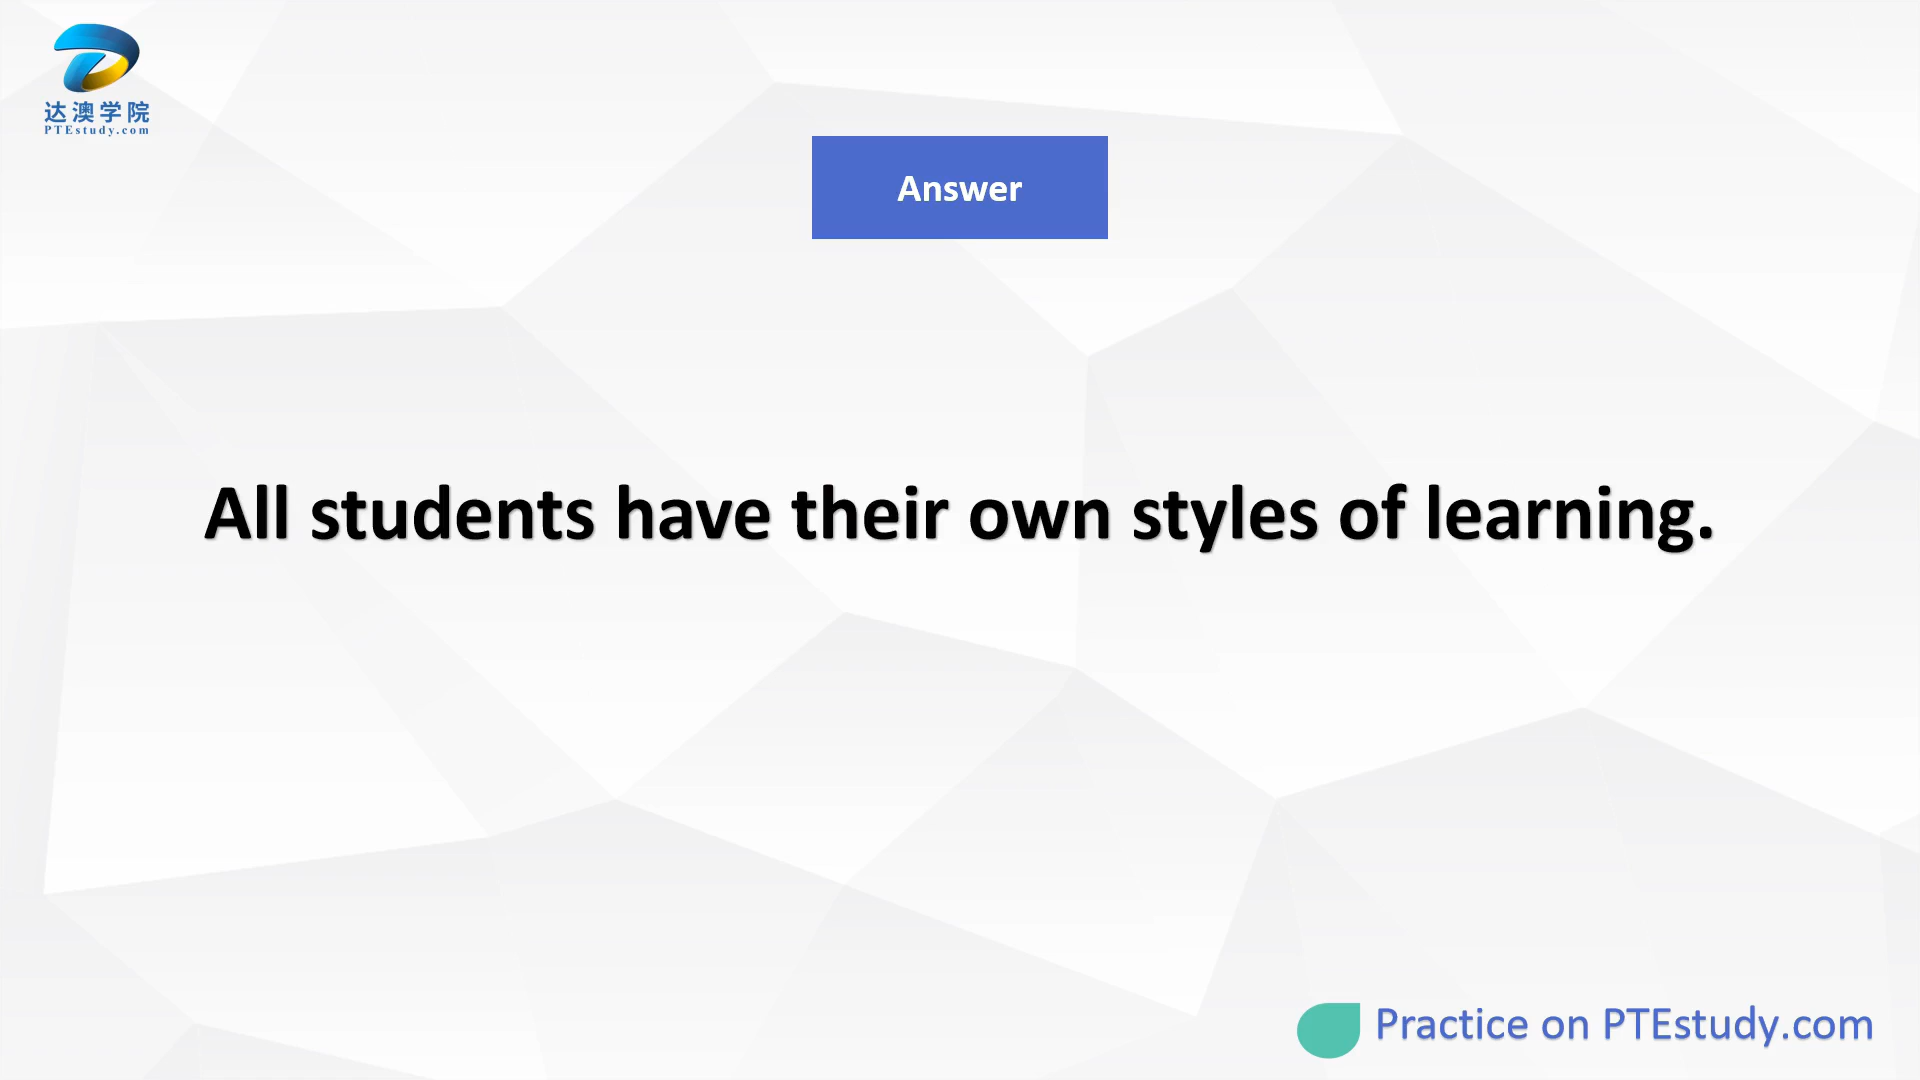 达澳学院
PTEstudy.com
Answer
All students have their own styles of learning.
Practice on PTEstudy.com